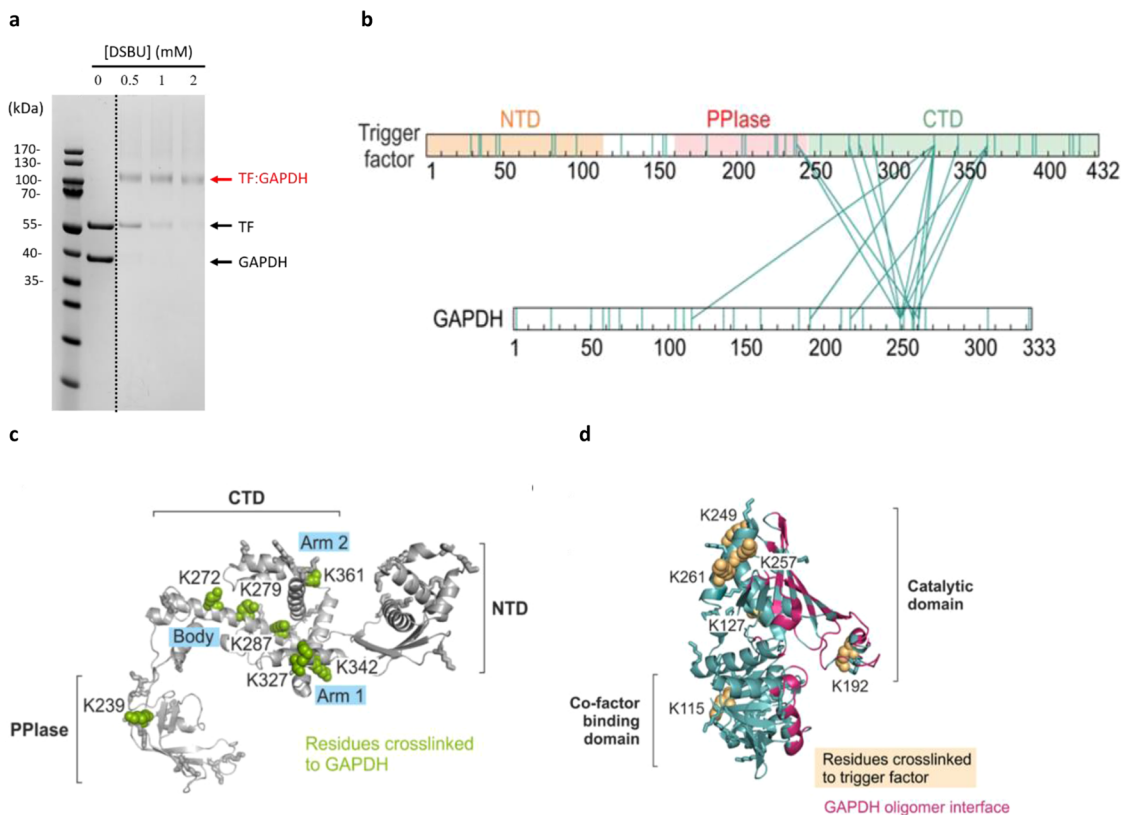 a
[DSBU] (mM)
0 0.5 1 2
(kDa)
170-
130-
100-
70-
55-
40-
35-
TF:GAPDH
TF
GAPDH
b
Trigger
factor
NTD PPIase CTD
1 50 100 150 200 250 300 350 400 432
GAPDH
1 50 100 150 200 250 300 333
c
CTD
Arm 2
K361
K272
K279
NTD
Body
K287
K342
K327
Arm 1
K239
PPIase
Residues crosslinked
to GAPDH
d
K249
K257
K261
Catalytic
domain
K127
K192
Co-factor
binding
domain
K115
Residues crosslinked
to trigger factor
GAPDH oligomer interface